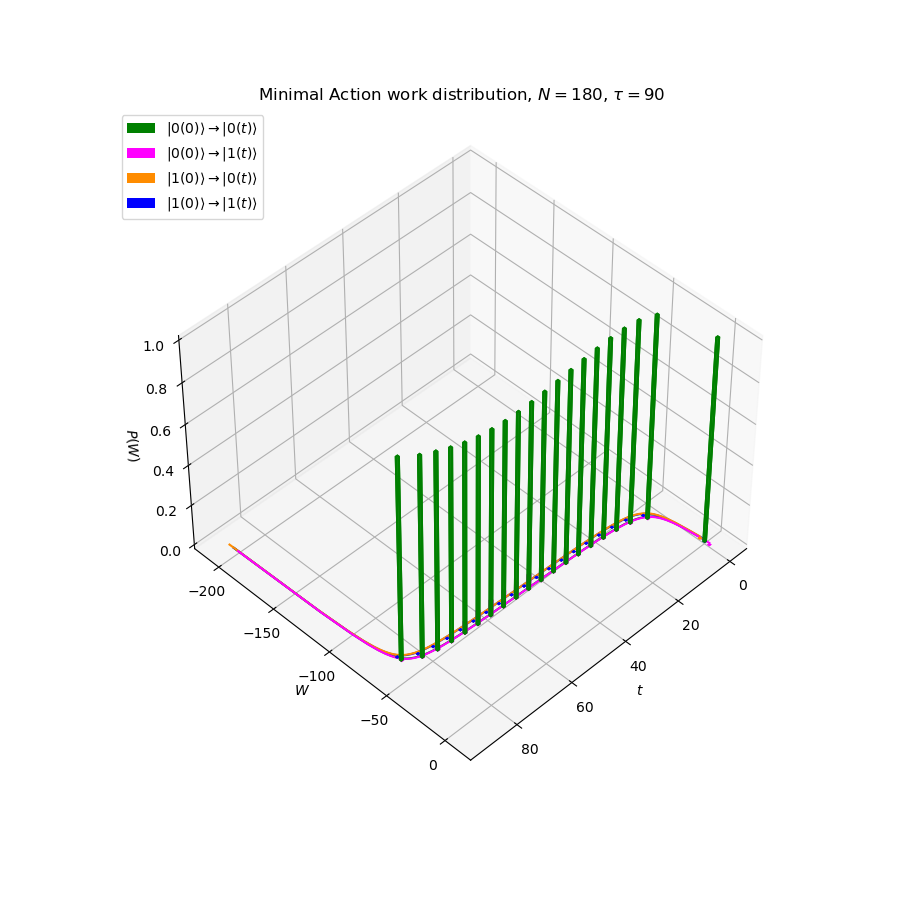 Minimal Action work distribution, N = 180, τ = 90
|0(0)⟩ → |0(t)⟩
|0(0)⟩ → |1(t)⟩
|1(0)⟩ → |0(t)⟩
|1(0)⟩ → |1(t)⟩
1.0
0.8
0.6
0.4
0.2
0.0
P(W)
−200
−150
−100
−50
0
W
0
20
40
60
80
t